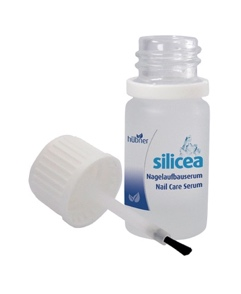 hübner
silicea
Nagelaufbauserum
Nail Care Serum